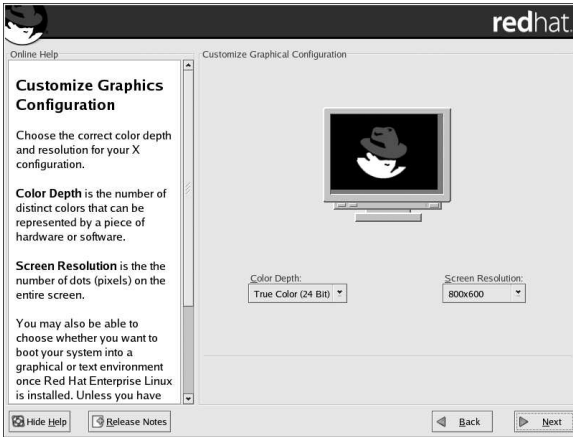 redhat.
Online Help
Customize Graphics
Configuration
Choose the correct color depth
and resolution for your X
configuration.
Color Depth is the number of
distinct colors that can be
represented by a piece of
hardware or software.
Screen Resolution is the the
number of dots (pixels) on the
entire screen.
You may also be able to
choose whether you want to
boot your system into a
graphical or text environment
once Red Hat Enterprise Linux
is installed. Unless you have
Customize Graphical Configuration
Color Depth:
True Color (24 Bit)
Screen Resolution:
800x600
Hide Help
Release Notes
Back
Next